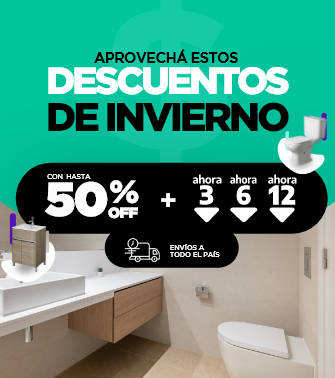 APROVECHÁ ESTOS
DESCUENTOS
DE INVIERNO
CON HASTA
50% OFF
+
ahora ahora ahora
3 6 12
ENVÍOS A
TODO EL PAÍS